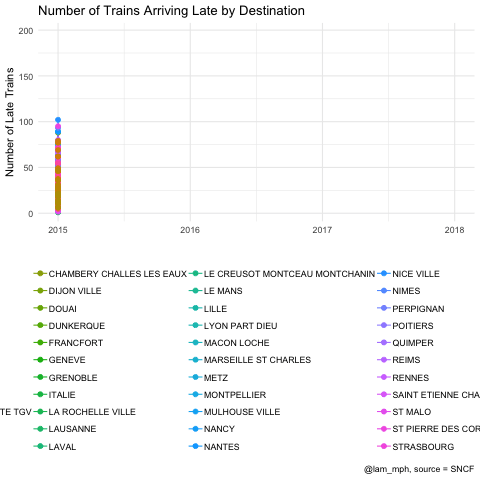 Number of Trains Arriving Late by Destination
Number of Late Trains
200
150
100
50
0
2015
2016
2017
2018
CHAMBERY CHALLES LES EAUX
LE CREUSOT MONTCEAU MONTCHANIN
NICE VILLE
DIJON VILLE
LE MANS
NIMES
DOUAI
LILLE
PERPIGNAN
DUNKERQUE
LYON PART DIEU
POITIERS
FRANCFORT
MACON LOCHE
QUIMPER
GENEVE
MARSEILLE ST CHARLES
REIMS
GRENOBLE
METZ
RENNES
ITALIE
MONTPELLIER
SAINT ETIENNE CHA
TE TGV
LA ROCHELLE VILLE
MULHOUSE VILLE
ST MALO
LAUSANNE
NANCY
ST PIERRE DES COR
LAVAL
NANTES
STRASBOURG
@lam_mph, source = SNCF